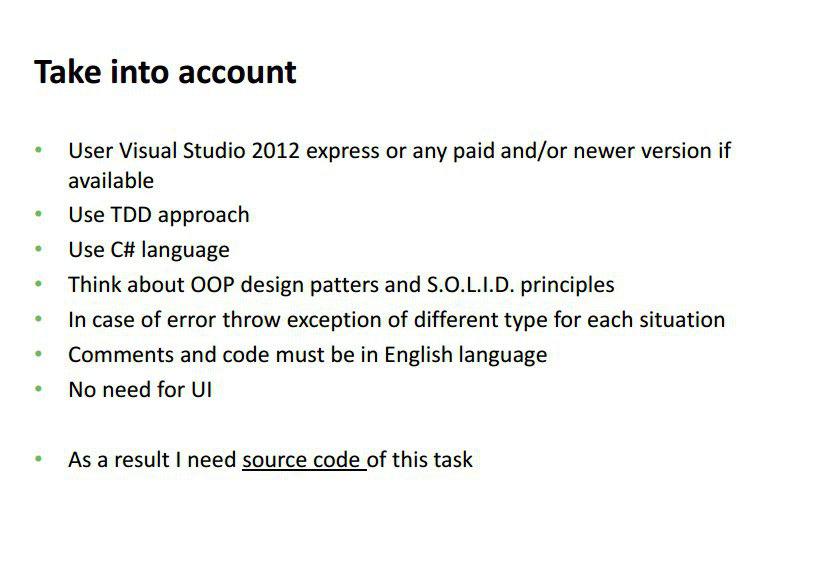 Take into account
• User Visual Studio 2012 express or any paid and/or newer version if
available
• Use TDD approach
• Use C# language
• Think about OOP design patters and S.O.L.I.D. principles
• In case of error throw exception of different type for each situation
• Comments and code must be in English language
• No need for UI
• As a result I need source code of this task